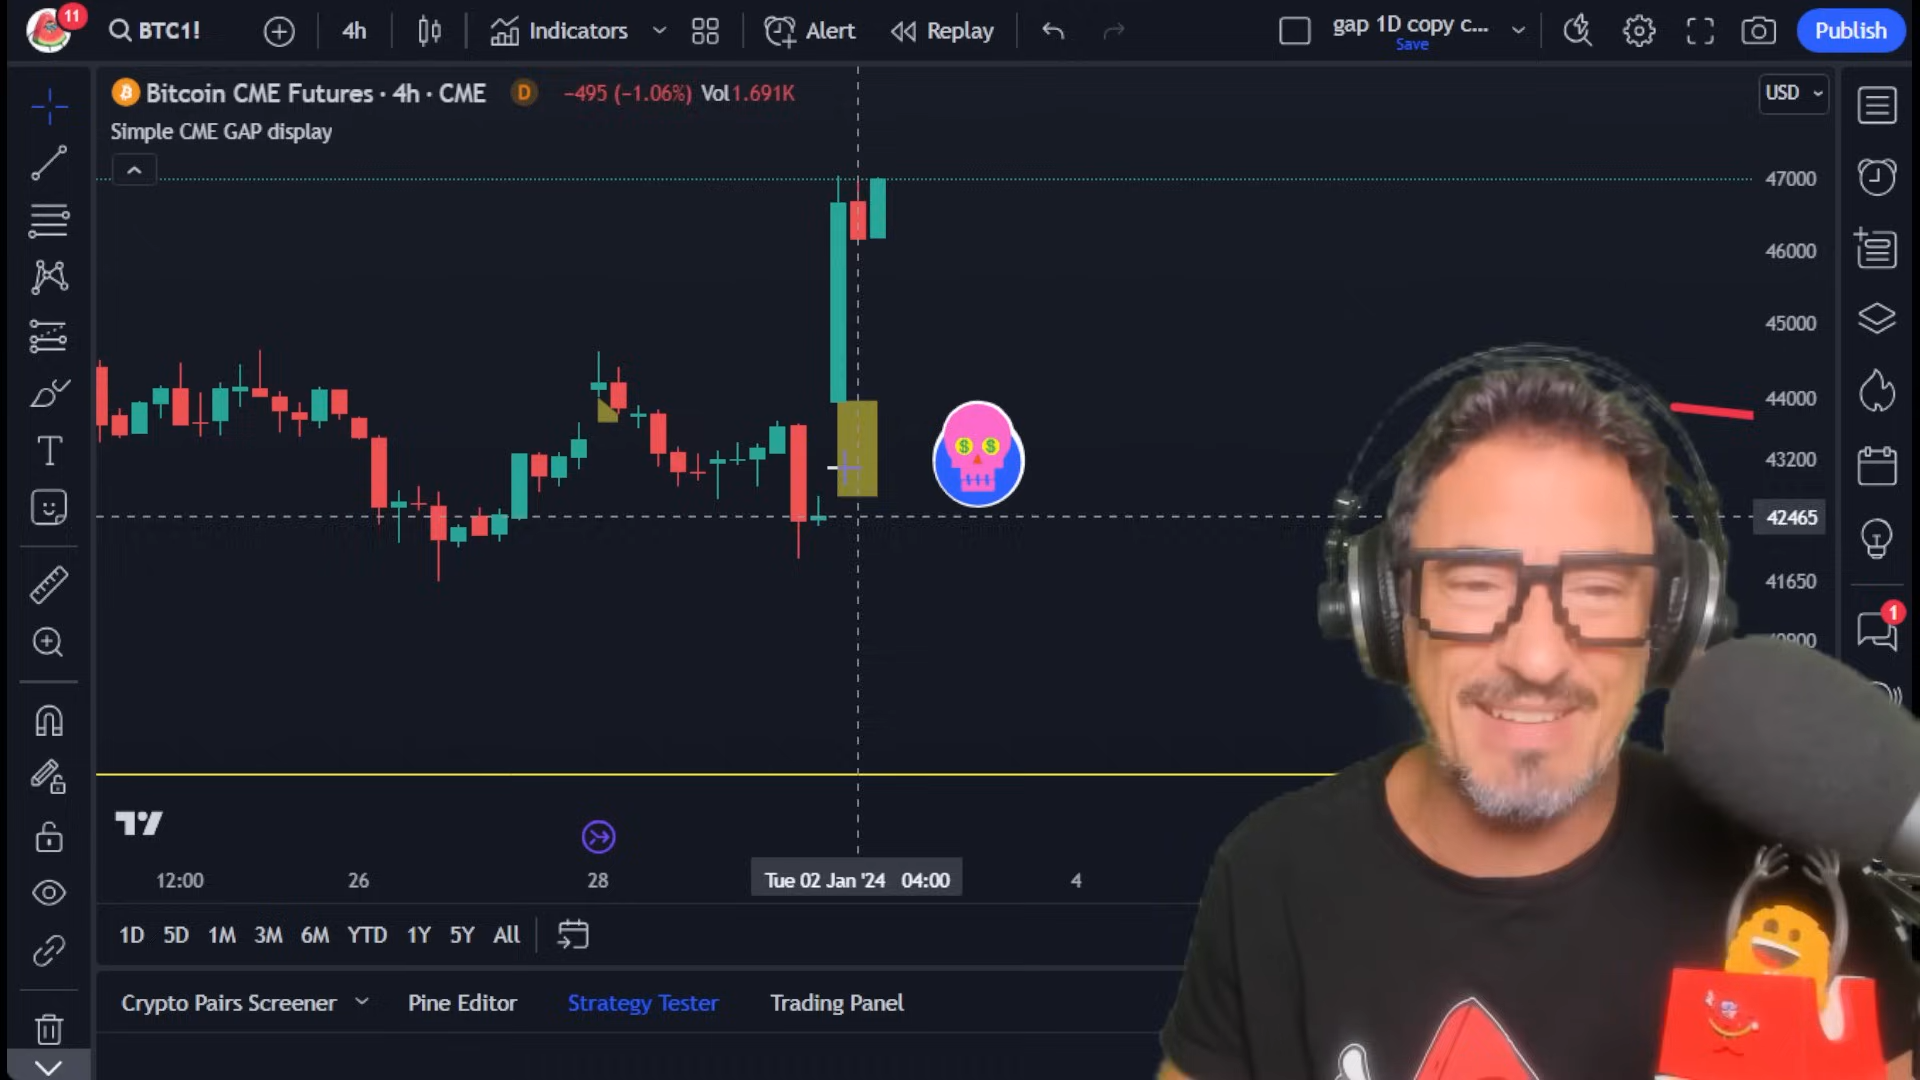 11
BTC1!
4h
Indicators
Alert
Replay
gap 1D copy c...
Save
Publish
Bitcoin CME Futures · 4h · CME
D
−495 (−1.06%) Vol1.691K
USD
Simple CME GAP display
47000
46000
45000
44000
43200
42465
41650
1
12:00
26
28
Tue 02 Jan '24 04:00
4
1D
5D
1M
3M
6M
YTD
1Y
5Y
All
Crypto Pairs Screener
Pine Editor
Strategy Tester
Trading Panel